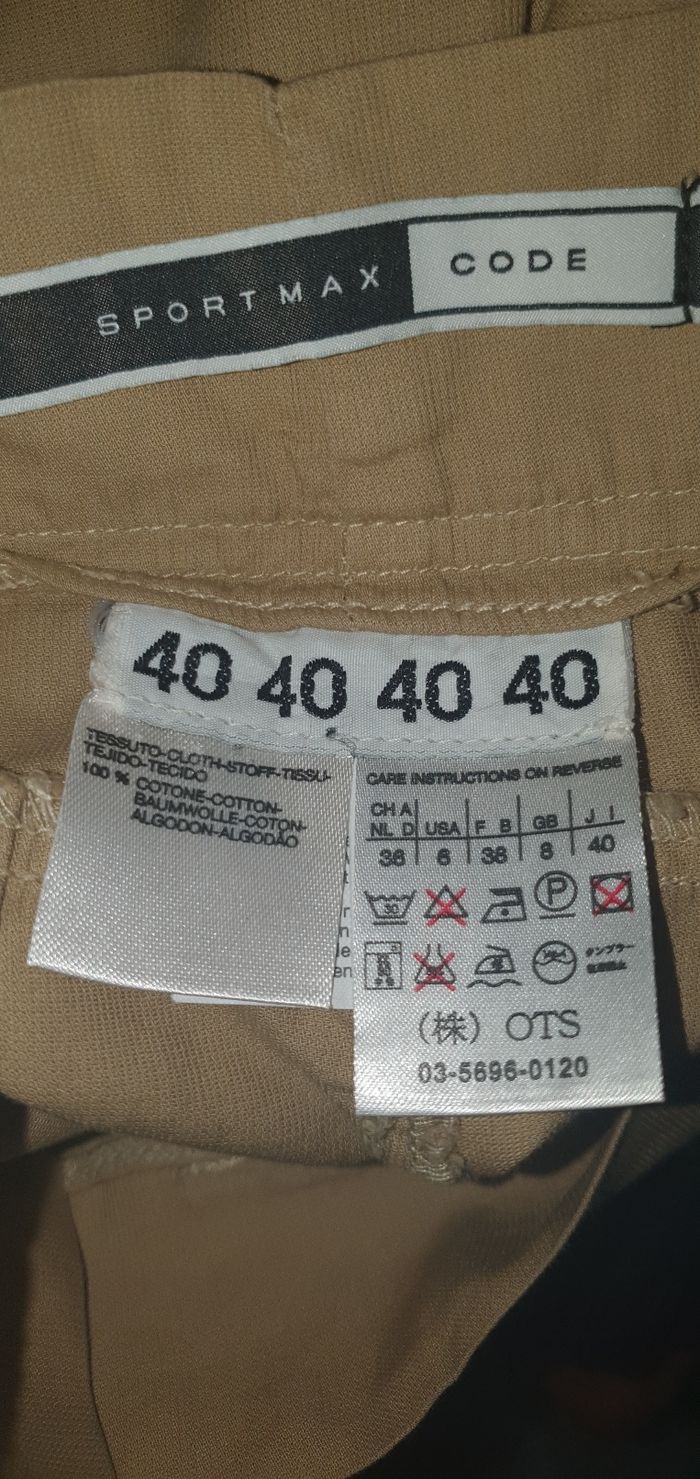 SPORTMAX CODE
40 40 40 40
TESSUTO-CLOTH-STOFF-TISSU-
TEJIDO-TECIDO
100 % COTONE-COTTON-
BAUMWOLLE-COTON-
ALGODON-ALGODÃO
CARE INSTRUCTIONS ON REVERSE
CH A
NL D USA F B GB J I
36 6 38 8 40
30
P
(株) OTS
03-5696-0120